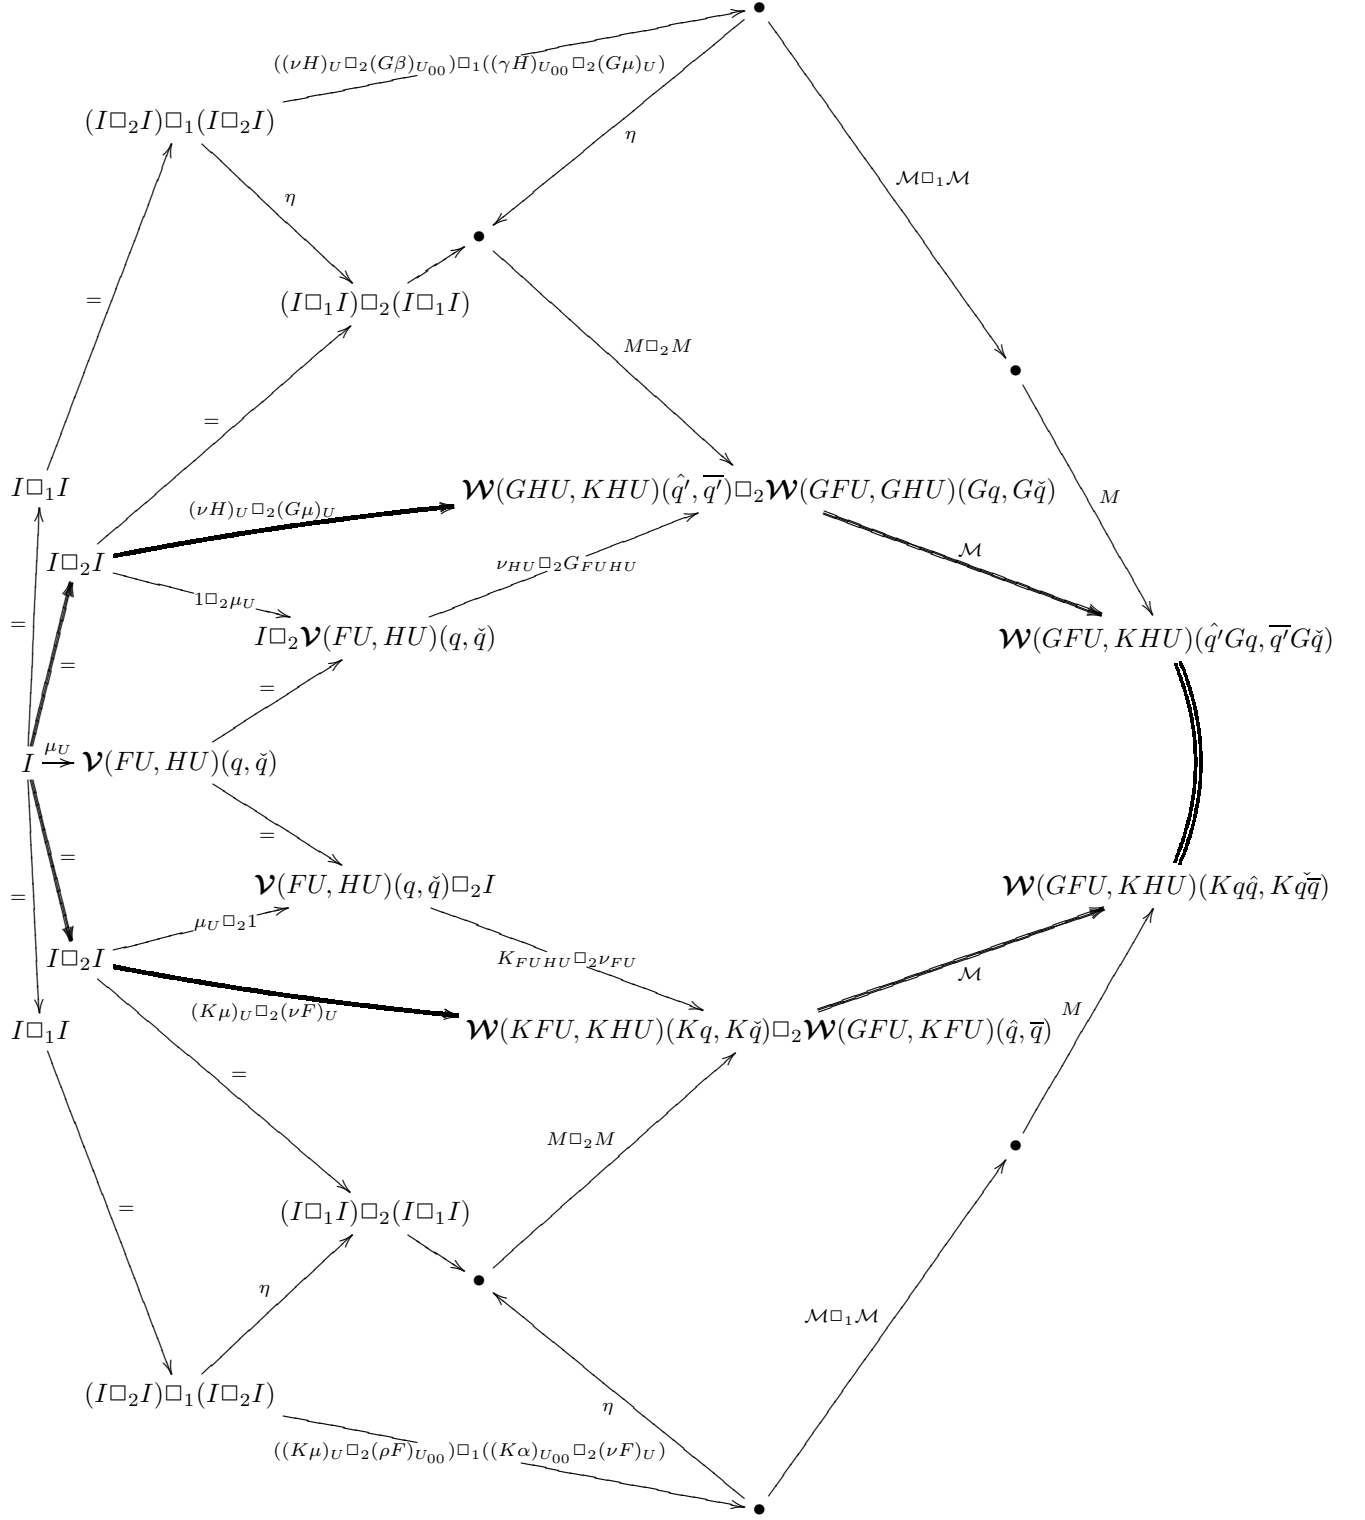 ((νH)_U □_2 (Gβ)_{U_{00}}) □_1 ((γH)_{U_{00}} □_2 (Gμ)_U)
(I□_2I)□_1(I□_2I)
η
ℳ□_1ℳ
η
=
(I□_1I)□_2(I□_1I)
M□_2M
=
I□_1I
𝒲(GHU, KHU)(\hat{q′}, \overline{q′})□_2𝒲(GFU, GHU)(Gq, Gq̌)
M
(νH)_U□_2(Gμ)_U
ℳ
I□_2I
ν_{HU}□_2G_{FUHU}
1□_2μ_U
=
I□_2𝒱(FU, HU)(q, q̌)
𝒲(GFU, KHU)(\hat{q′}Gq, \overline{q′}Gq̌)
=
=
μ_U
I
𝒱(FU, HU)(q, q̌)
=
=
𝒱(FU, HU)(q, q̌)□_2I
𝒲(GFU, KHU)(Kqq̂, Kq̌\overline{q})
=
μ_U□_21
I□_2I
K_{FUHU}□_2ν_{FU}
ℳ
(Kμ)_U□_2(νF)_U
M
I□_1I
𝒲(KFU, KHU)(Kq, Kq̌)□_2𝒲(GFU, KFU)(q̂, \overline{q})
=
M□_2M
=
(I□_1I)□_2(I□_1I)
η
ℳ□_1ℳ
(I□_2I)□_1(I□_2I)
η
((Kμ)_U□_2(ρF)_{U_{00}})□_1((Kα)_{U_{00}}□_2(νF)_U)